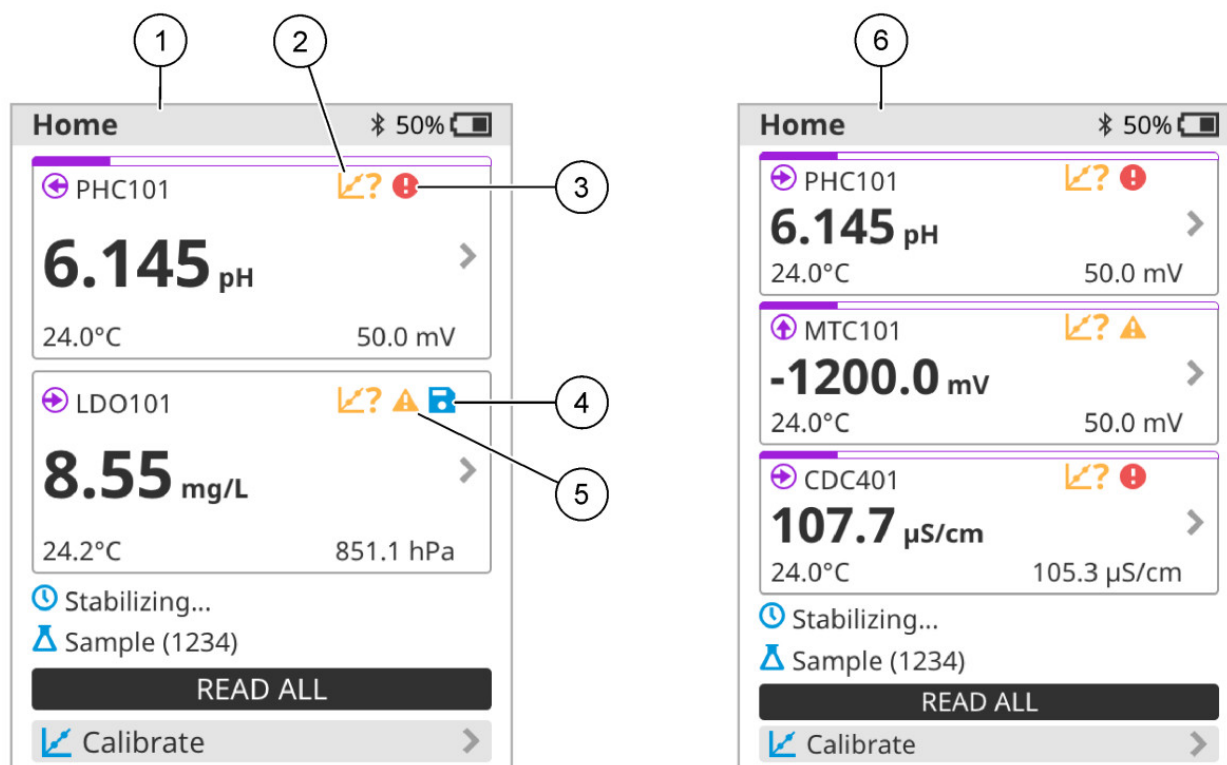 1
2
Home
50%
PHC101
?
3
6.145 pH
24.0°C
50.0 mV
LDO101
?
4
8.55 mg/L
5
24.2°C
851.1 hPa
Stabilizing...
Sample (1234)
READ ALL
Calibrate
6
Home
50%
PHC101
?
6.145 pH
24.0°C
50.0 mV
MTC101
?
-1200.0 mV
24.0°C
50.0 mV
CDC401
?
107.7 µS/cm
24.0°C
105.3 µS/cm
Stabilizing...
Sample (1234)
READ ALL
Calibrate